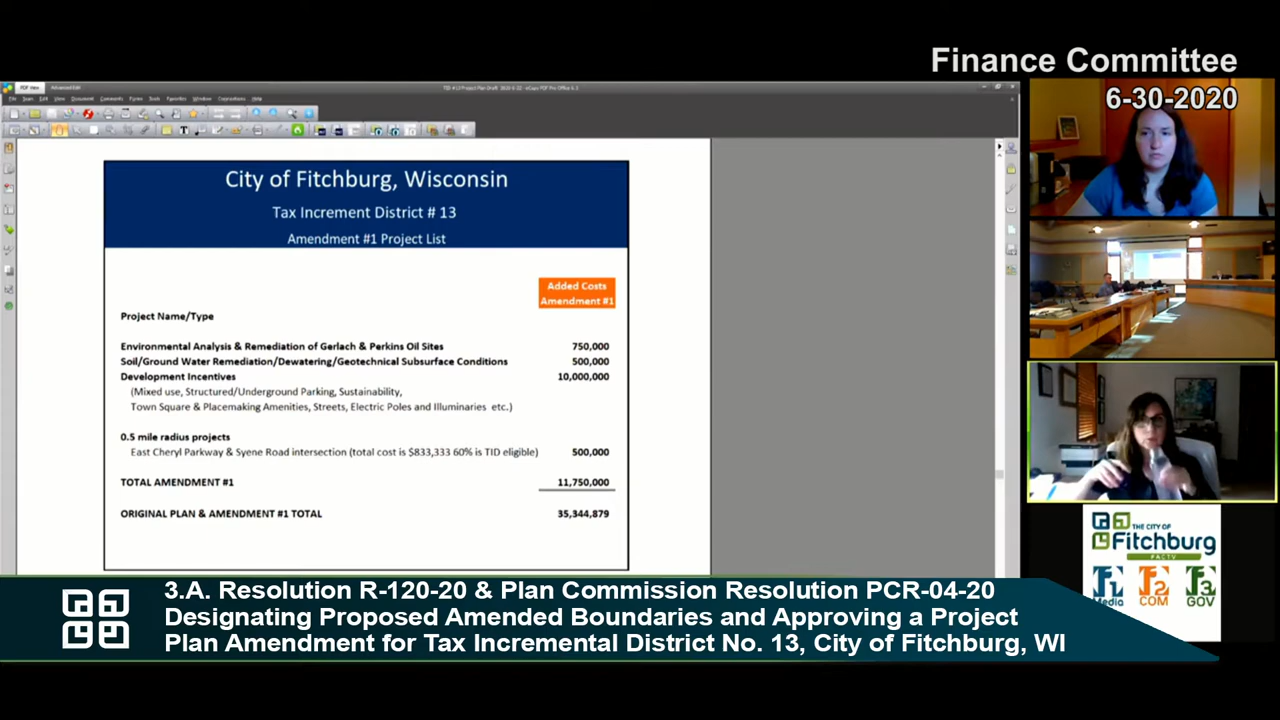 Finance Committee
6-30-2020
PDF View
City of Fitchburg, Wisconsin
Tax Increment District # 13
Amendment #1 Project List
Added Costs
Amendment #1
Project Name/Type
Environmental Analysis & Remediation of Gerlach & Perkins Oil Sites 750,000
Soil/Ground Water Remediation/Dewatering/Geotechnical Subsurface Conditions 500,000
Development Incentives 10,000,000
(Mixed use, Structured/Underground Parking, Sustainability,
Town Square & Placemaking Amenities, Streets, Electric Poles and Illuminaries etc.)
0.5 mile radius projects
East Cheryl Parkway & Syene Road intersection (total cost is $833,333 60% is TID eligible) 500,000
TOTAL AMENDMENT #1 11,750,000
ORIGINAL PLAN & AMENDMENT #1 TOTAL 35,344,879
THE CITY OF
Fitchburg
FACTV
Media COM GOV
3.A. Resolution R-120-20 & Plan Commission Resolution PCR-04-20
Designating Proposed Amended Boundaries and Approving a Project
Plan Amendment for Tax Incremental District No. 13, City of Fitchburg, WI